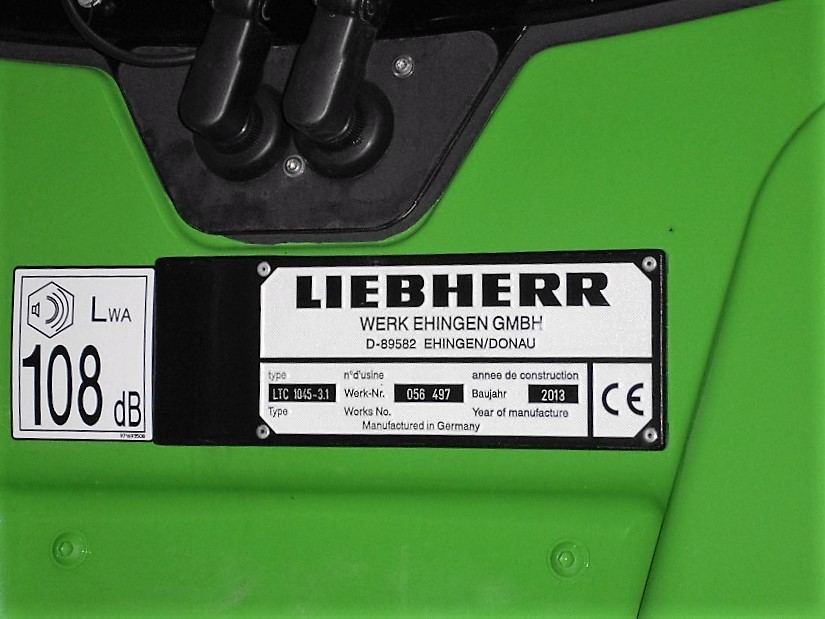 LWA
108 dB
LIEBHERR
WERK EHINGEN GMBH
D-89582 EHINGEN/DONAU
type n°d'usine annee de construction
LTC 1045-3.1 Werk-Nr. 056 497 Baujahr 2013
Type Works No. Year of manufacture
Manufactured in Germany
CE